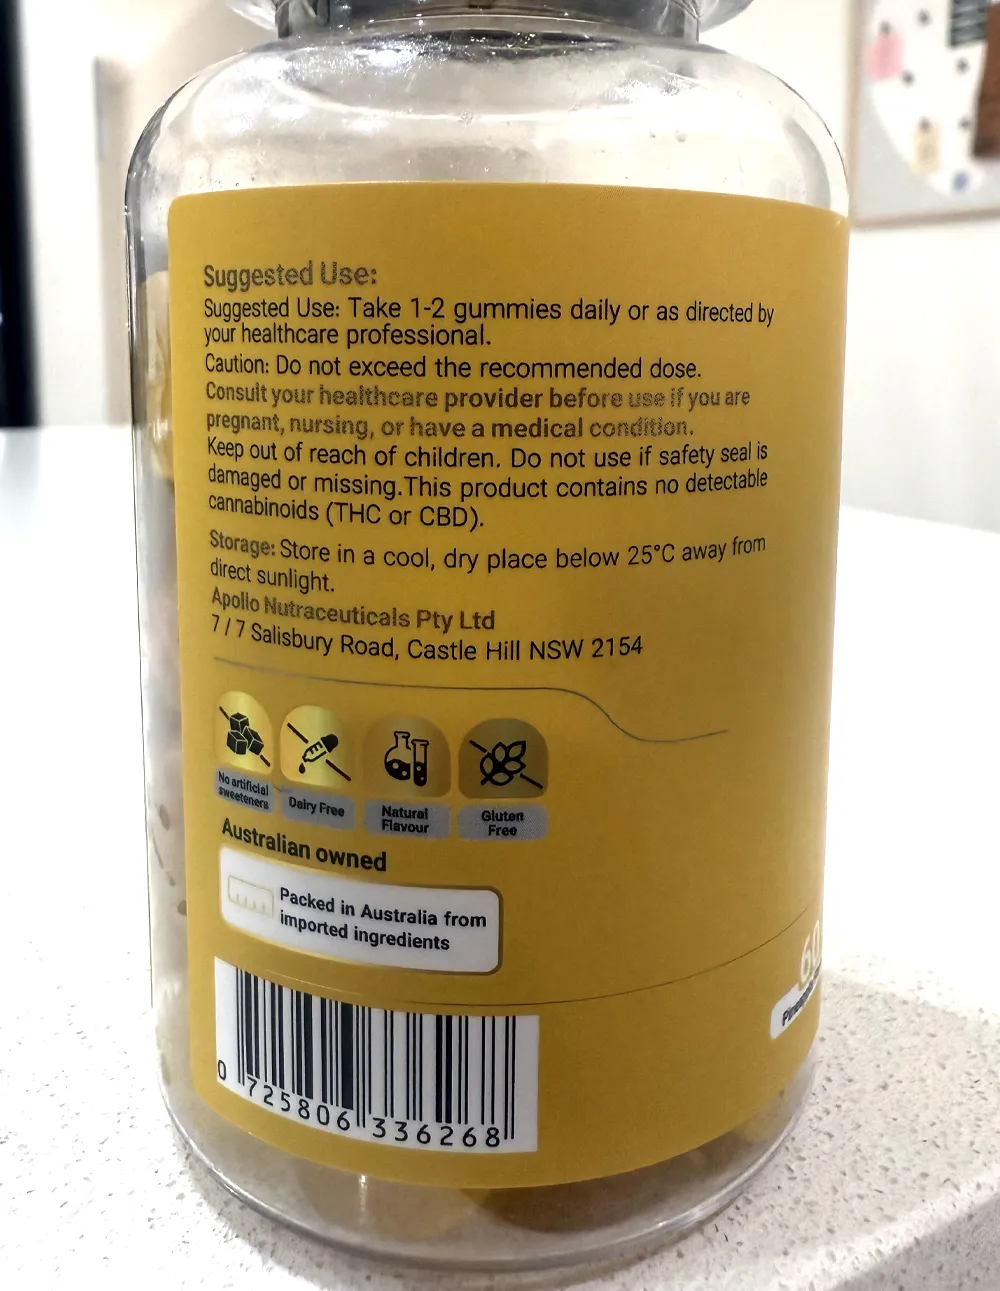 Suggested Use:
Suggested Use: Take 1-2 gummies daily or as directed by
your healthcare professional.
Caution: Do not exceed the recommended dose.
Consult your healthcare provider before use if you are
pregnant, nursing, or have a medical condition.
Keep out of reach of children. Do not use if safety seal is
damaged or missing.This product contains no detectable
cannabinoids (THC or CBD).
Storage: Store in a cool, dry place below 25°C away from
direct sunlight.
Apollo Nutraceuticals Pty Ltd
7 / 7 Salisbury Road, Castle Hill NSW 2154
No artificial
sweeteners
Dairy Free
Natural
Flavour
Gluten
Free
Australian owned
Packed in Australia from
imported ingredients
60
0 725806 336268